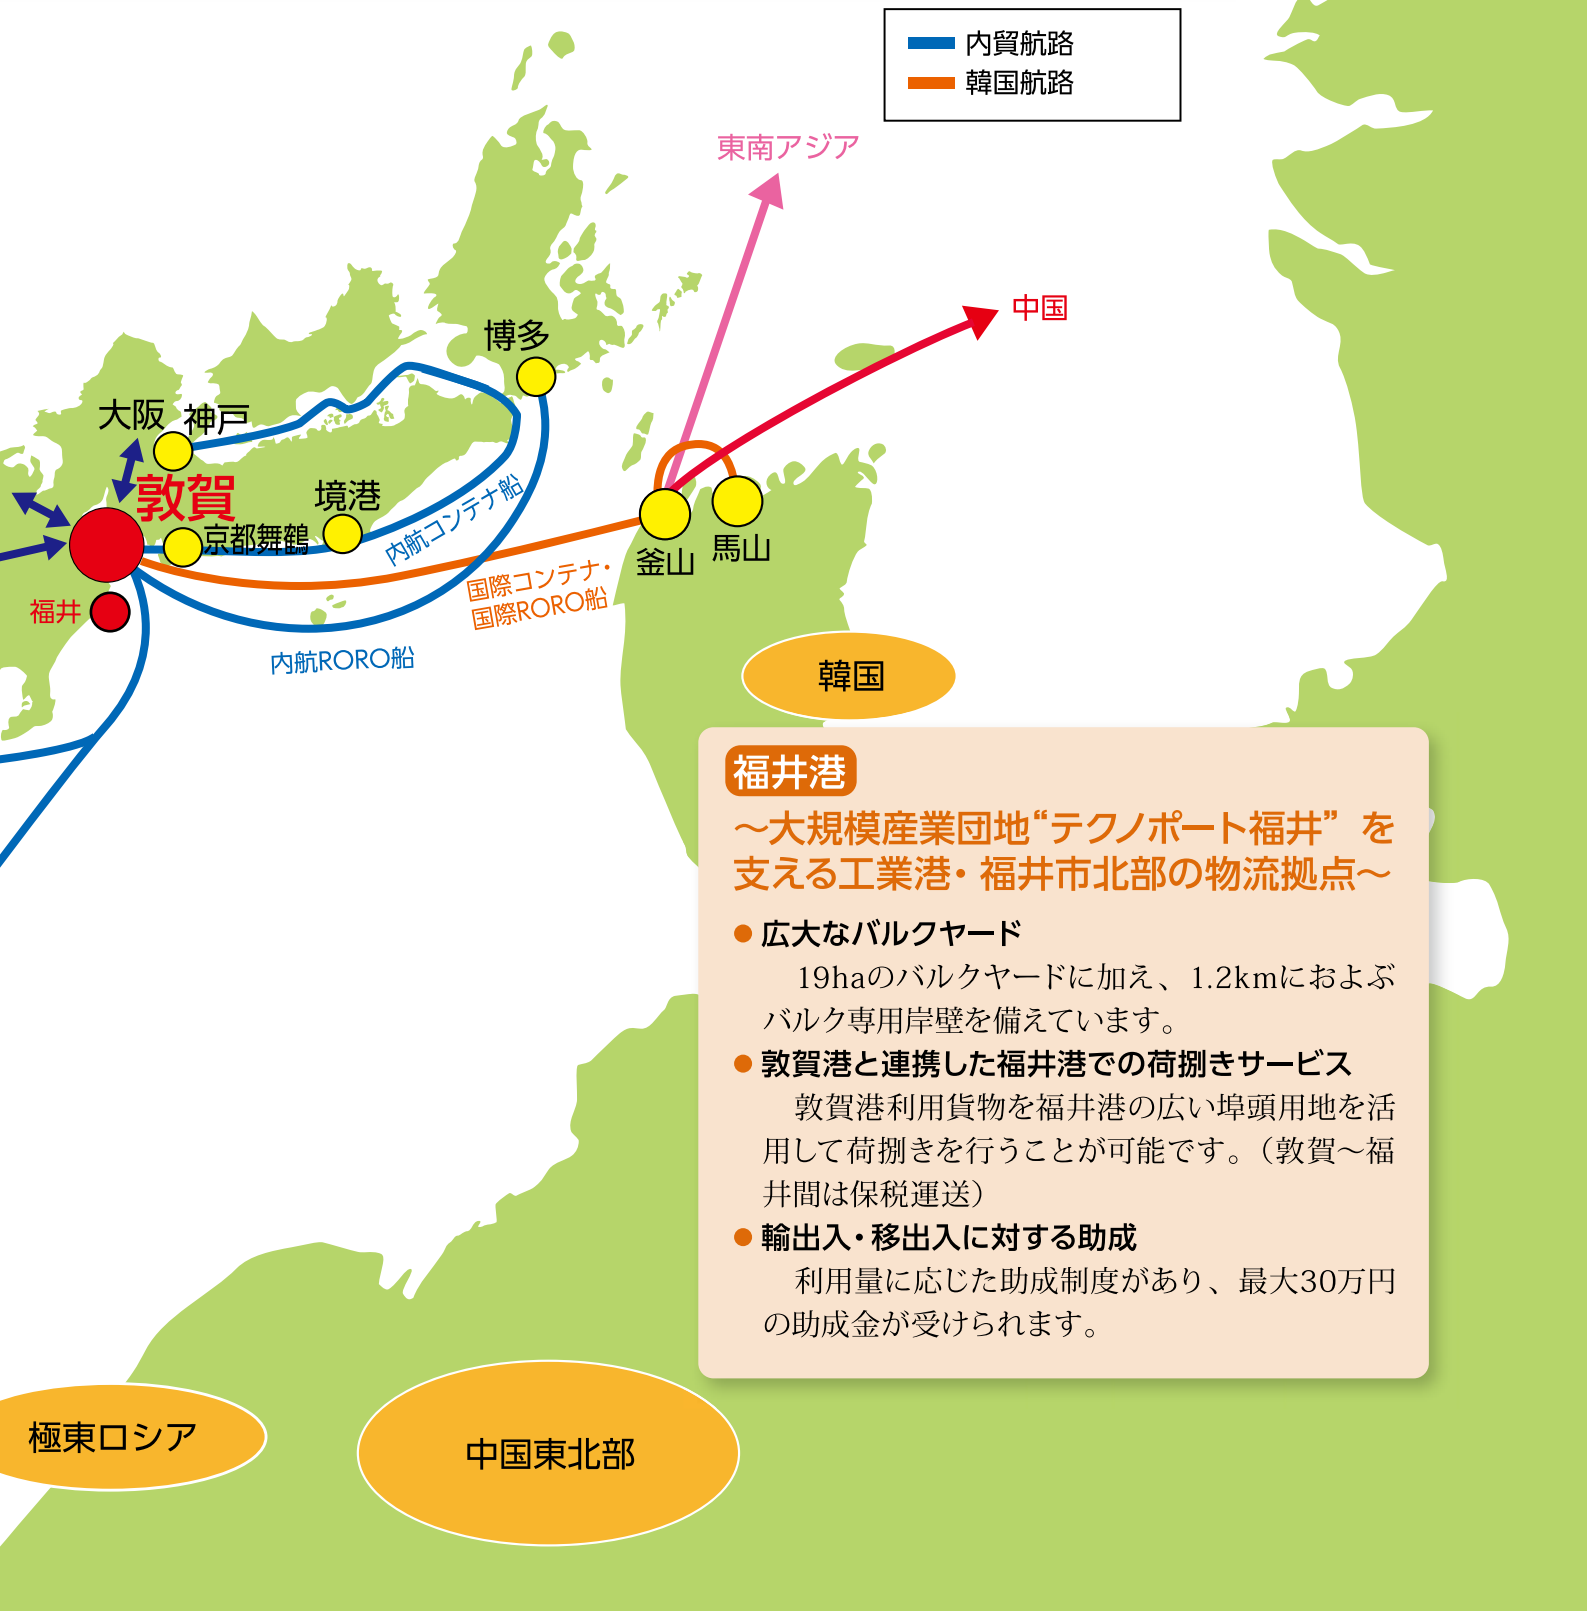 内貿航路
韓国航路
東南アジア
中国
博多
大阪
神戸
敦賀
境港
京都舞鶴
内航コンテナ船
釜山
馬山
国際コンテナ・
国際RORO船
福井
内航RORO船
韓国
福井港
～大規模産業団地“テクノポート福井”を
支える工業港・福井市北部の物流拠点～
● 広大なバルクヤード
19haのバルクヤードに加え、1.2kmにおよぶ
バルク専用岸壁を備えています。
● 敦賀港と連携した福井港での荷捌きサービス
敦賀港利用貨物を福井港の広い埠頭用地を活
用して荷捌きを行うことが可能です。（敦賀～福
井間は保税運送）
● 輸出入・移出入に対する助成
利用量に応じた助成制度があり、最大30万円
の助成金が受けられます。
極東ロシア
中国東北部